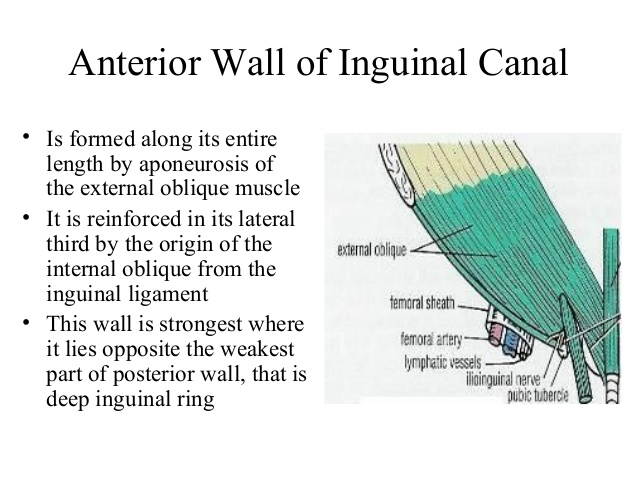 Anterior Wall of Inguinal Canal
• Is formed along its entire
length by aponeurosis of
the external oblique muscle
• It is reinforced in its lateral
third by the origin of the
internal oblique from the
inguinal ligament
• This wall is strongest where
it lies opposite the weakest
part of posterior wall, that is
deep inguinal ring
external oblique
femoral sheath
femoral artery
lymphatic vessels
ilioinguinal nerve
pubic tubercle